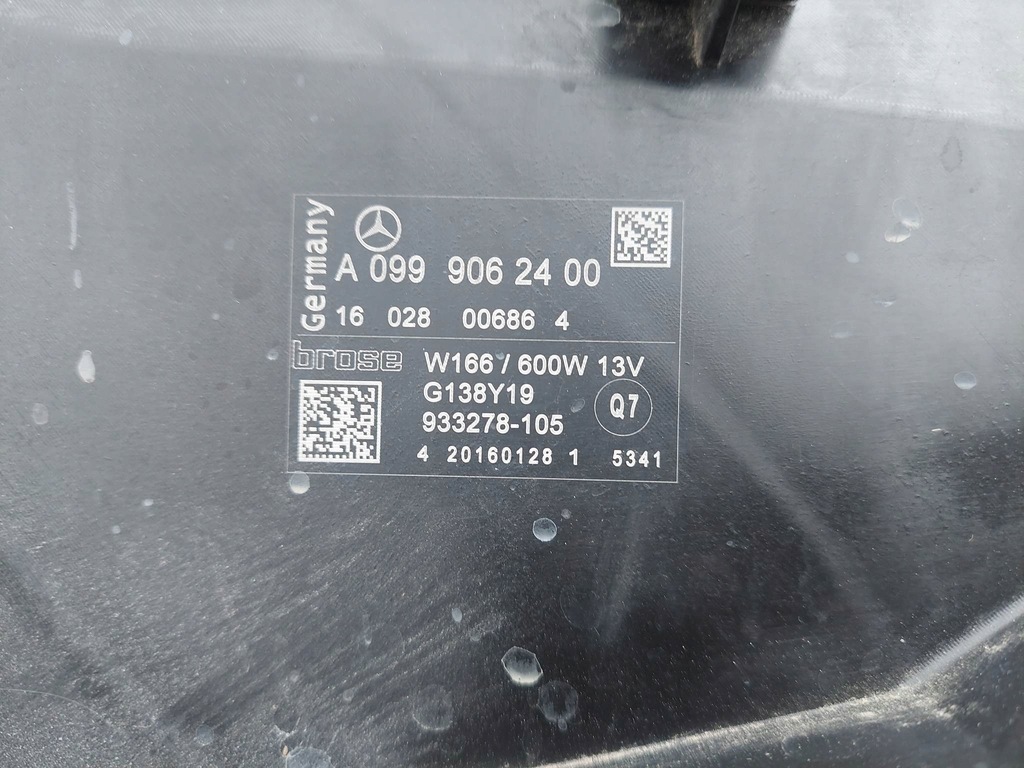 Germany
A 099 906 24 00
16 028 00686 4
brose
W166 / 600W 13V
G138Y19
Q7
933278-105
4 20160128 1 5341